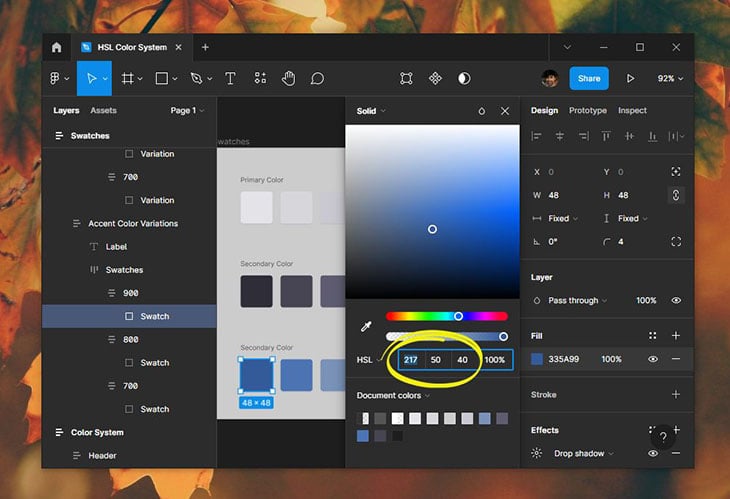 HSL Color System
92%
Share
Layers Assets Page 1
Swatches
Variation
700
Variation
Accent Color Variations
Label
Swatches
900
Swatch
800
Swatch
700
Swatch
Color System
Header
watches
Primary Color
Secondary Color
Secondary Color
48 × 48
Solid
HSL 217 50 40 100%
Document colors
Design Prototype Inspect
X 0 Y 0
W 48 H 48
Fixed Fixed
0° 4
Layer
Pass through 100%
Fill
335A99 100%
Stroke
Effects
Drop shadow
?